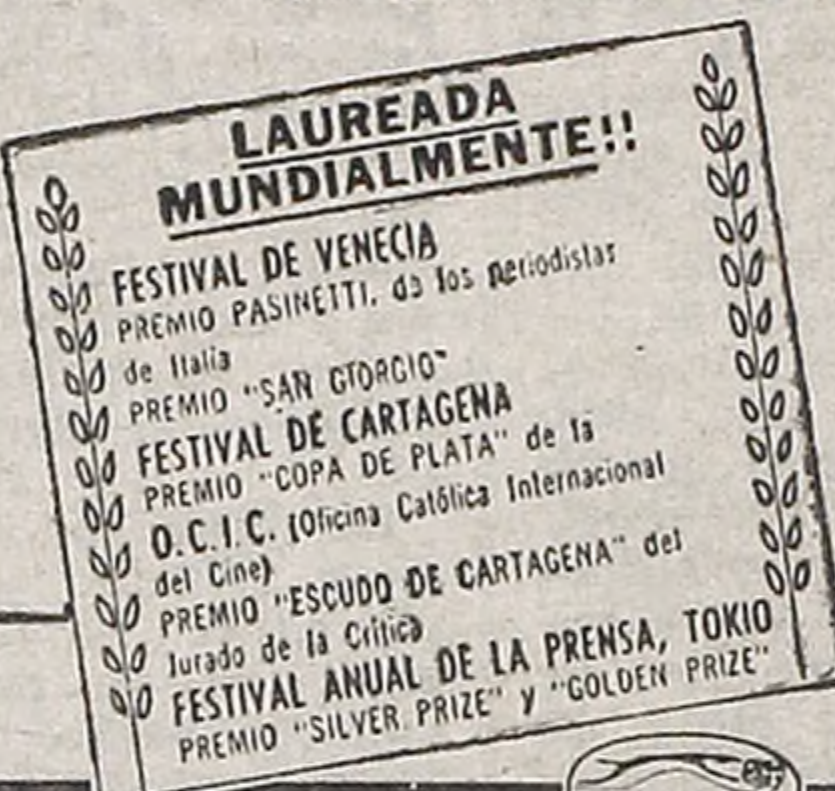 LAUREADA
MUNDIALMENTE!!
FESTIVAL DE VENECIA
PREMIO PASINETTI, de los periodistas
de Italia
PREMIO "SAN GIORGIO"
FESTIVAL DE CARTAGENA
PREMIO "COPA DE PLATA" de la
O.C.I.C. (Oficina Católica Internacional
del Cine)
PREMIO "ESCUDO DE CARTAGENA" del
Jurado de la Crítica
FESTIVAL ANUAL DE LA PRENSA, TOKIO
PREMIO "SILVER PRIZE" y "GOLDEN PRIZE"